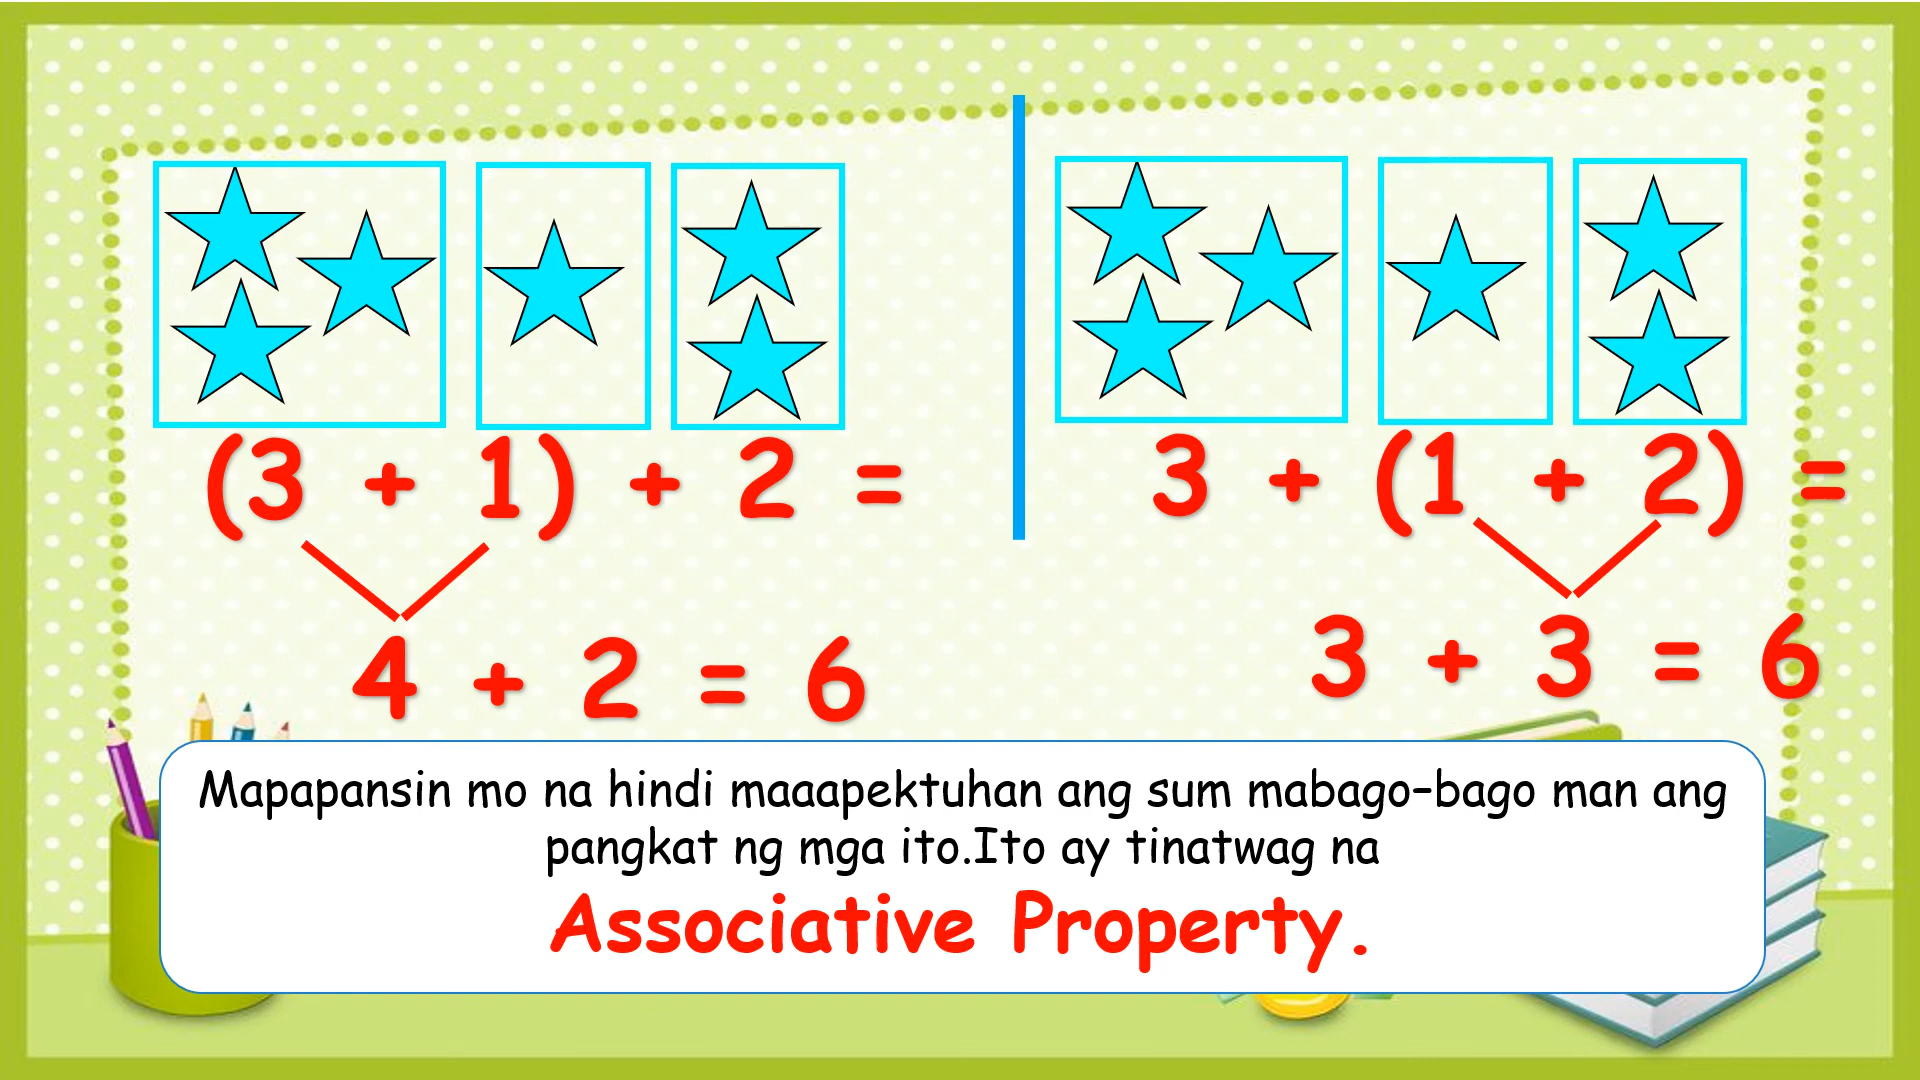 (3 + 1) + 2 =
4 + 2 = 6
3 + (1 + 2) =
3 + 3 = 6
Mapapansin mo na hindi maaapektuhan ang sum mabago-bago man ang
pangkat ng mga ito.Ito ay tinatwag na
Associative Property.